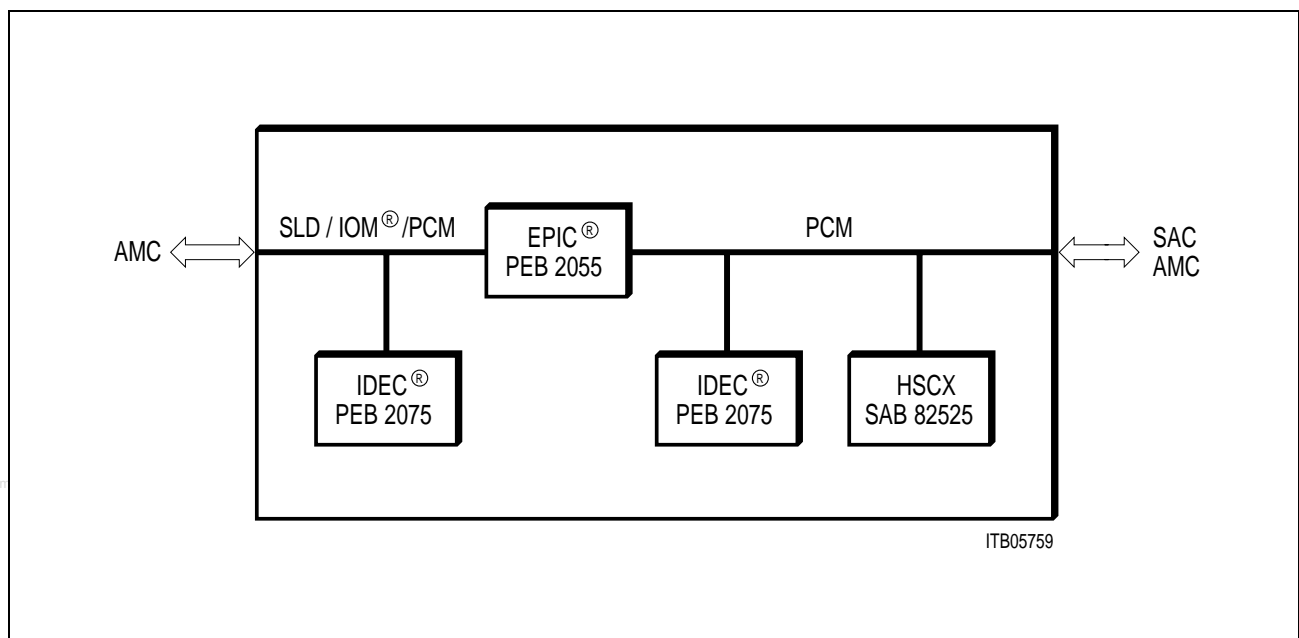 SLD / IOM® /PCM
EPIC®
PEB 2055
PCM
AMC
SAC
AMC
IDEC®
PEB 2075
IDEC®
PEB 2075
HSCX
SAB 82525
ITB05759